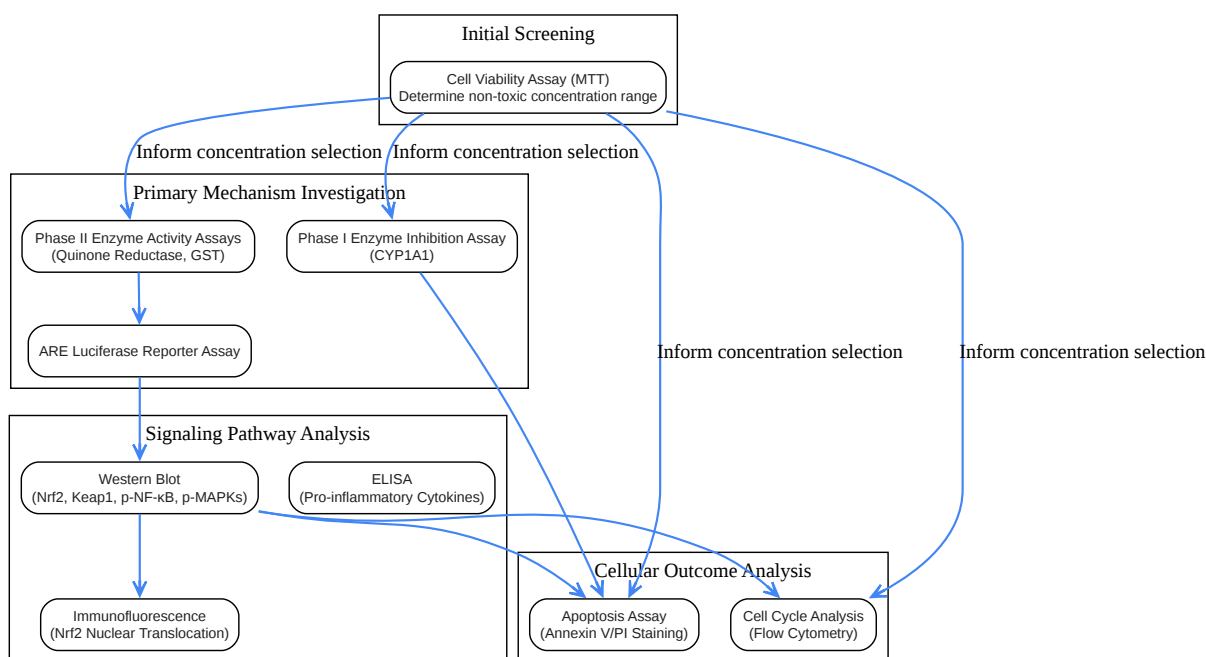 Initial Screening
Cell Viability Assay (MTT)
Determine non-toxic concentration range
Inform concentration selection
Inform concentration selection
Primary Mechanism Investigation
Phase II Enzyme Activity Assays
(Quinone Reductase, GST)
Phase I Enzyme Inhibition Assay
(CYP1A1)
ARE Luciferase Reporter Assay
Inform concentration selection
Inform concentration selection
Signaling Pathway Analysis
Western Blot
(Nrf2, Keap1, p-NF-κB, p-MAPKs)
ELISA
(Pro-inflammatory Cytokines)
Immunofluorescence
(Nrf2 Nuclear Translocation)
Cellular Outcome Analysis
Apoptosis Assay
(Annexin V/PI Staining)
Cell Cycle Analysis
(Flow Cytometry)